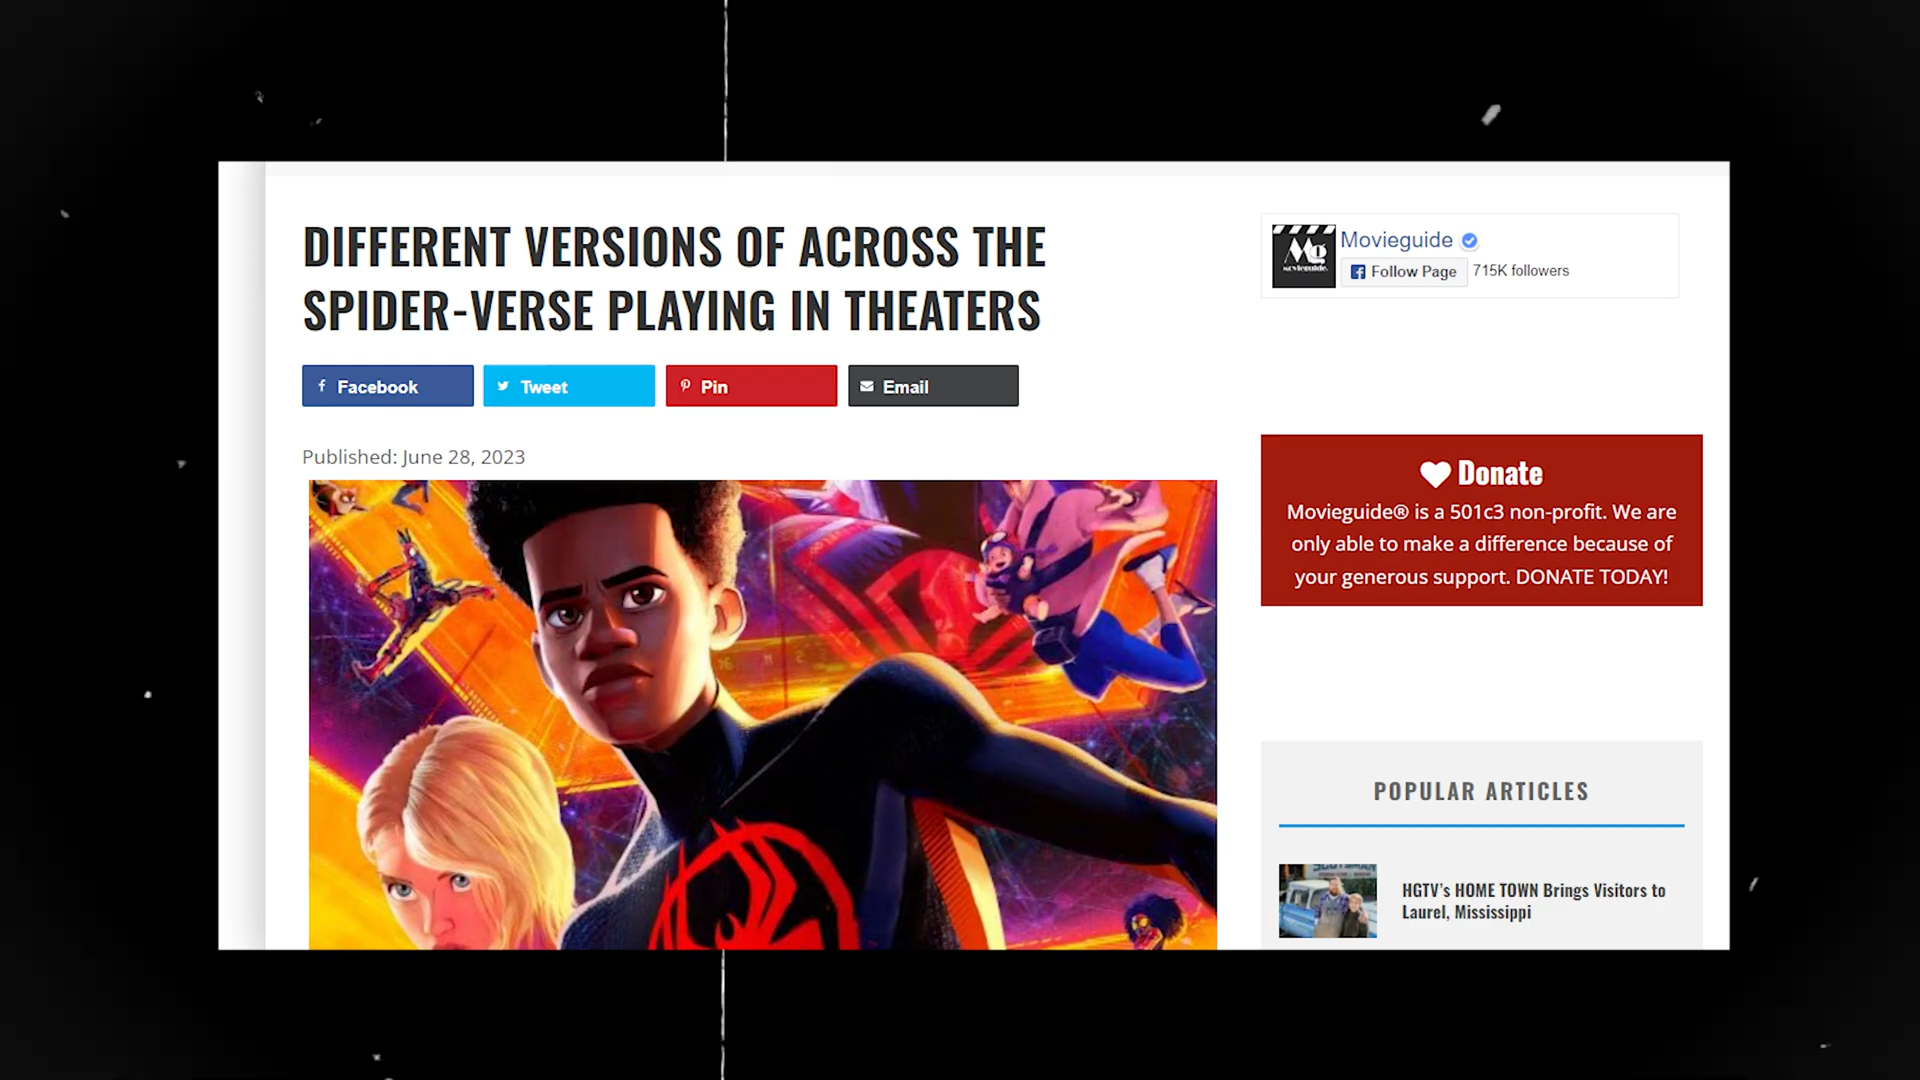 DIFFERENT VERSIONS OF ACROSS THE
SPIDER-VERSE PLAYING IN THEATERS
Facebook
Tweet
Pin
Email
Published: June 28, 2023
Mg
MOVIEGUIDE
Movieguide
Follow Page
715K followers
Donate
Movieguide® is a 501c3 non-profit. We are
only able to make a difference because of
your generous support. DONATE TODAY!
POPULAR ARTICLES
HGTV's HOME TOWN Brings Visitors to
Laurel, Mississippi